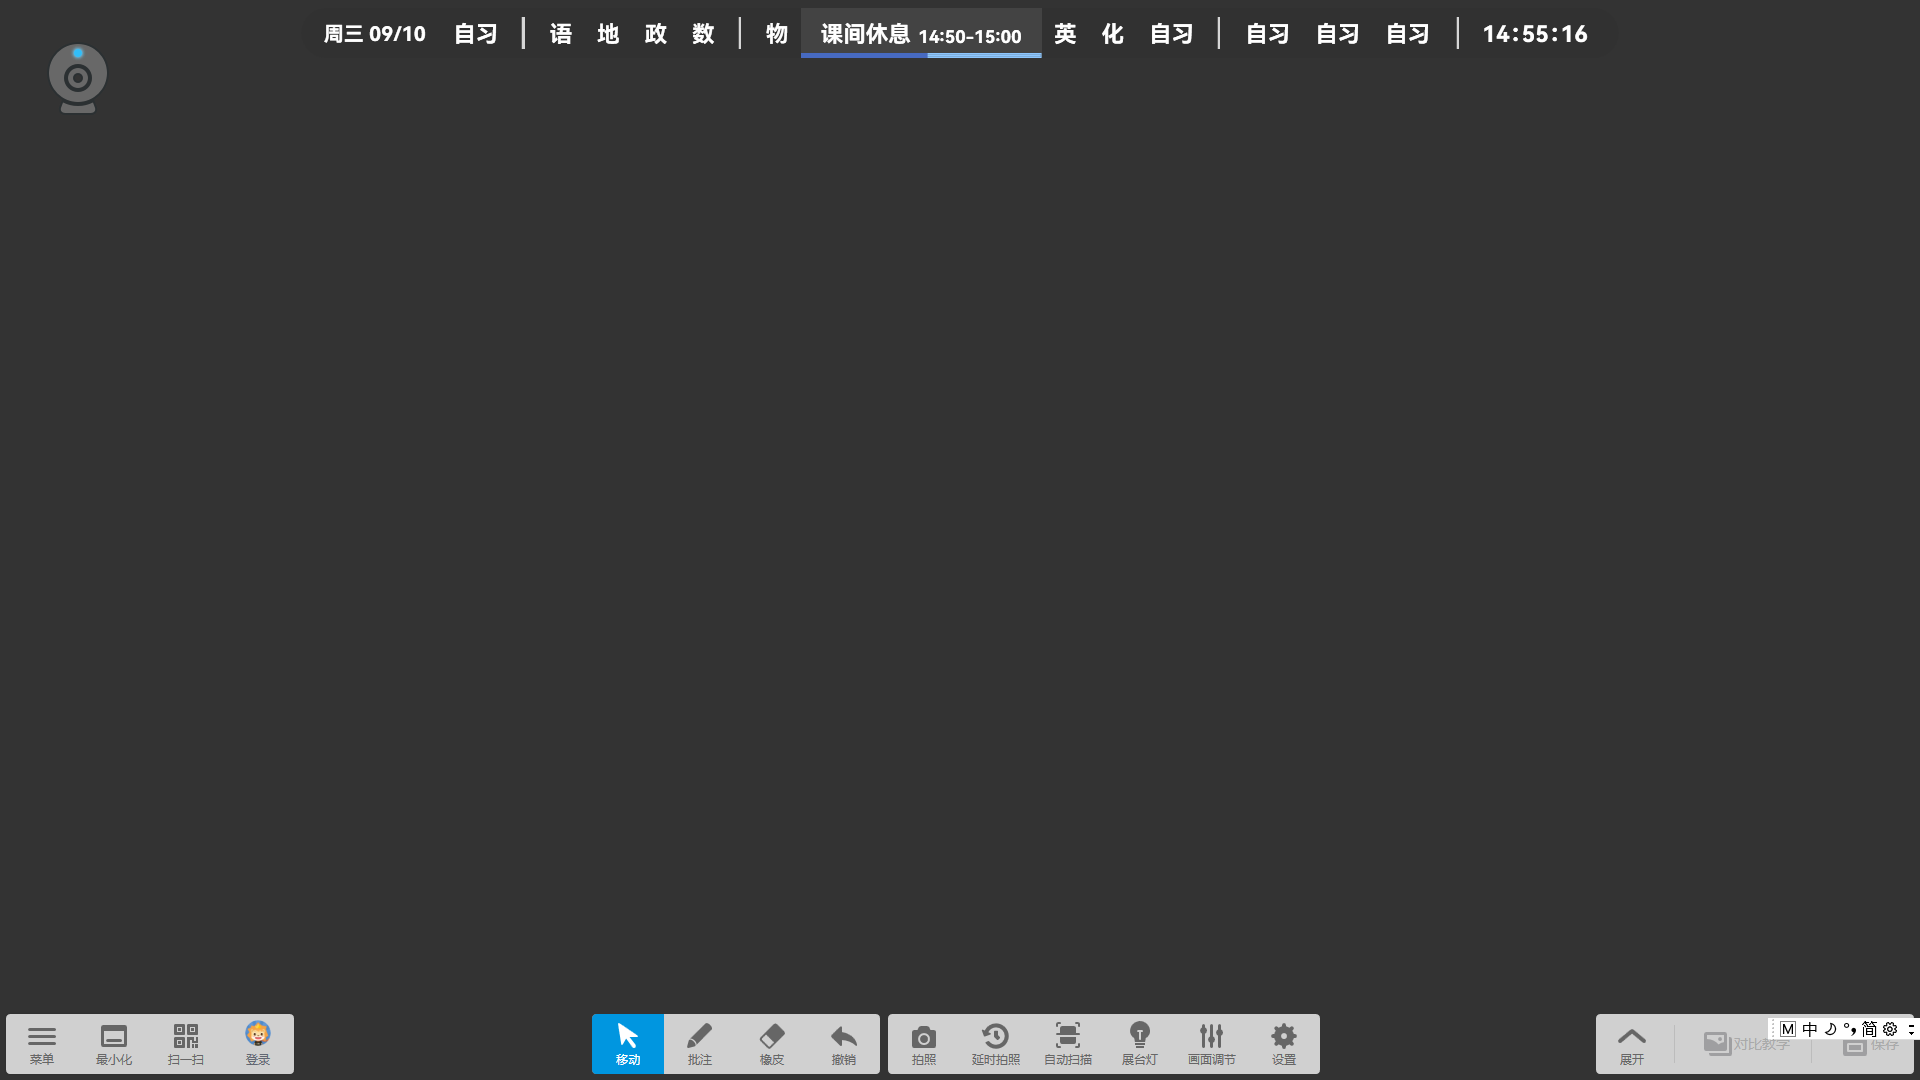 周三 09/10 自习 | 语 地 政 数 | 物 课间休息 14:50-15:00 英 化 自习 | 自习 自习 自习 | 14:55:16
菜单 最小化 扫一扫 登录 移动 批注 橡皮 撤销 拍照 延时拍照 自动扫描 展台灯 画面调节 设置 展开 对比教学 保存
M 中 简